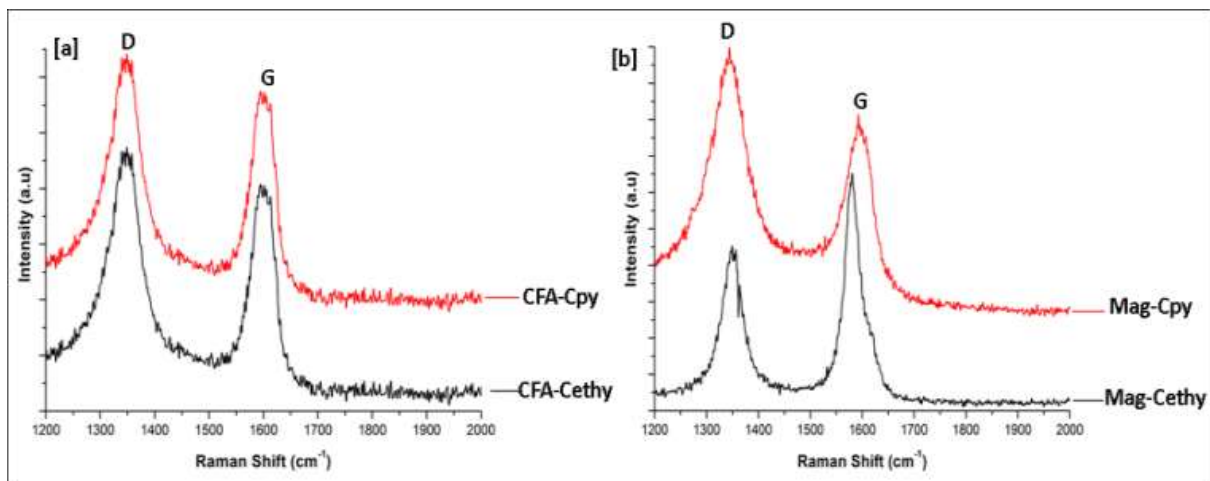 [a]
D
G
CFA-Cpy
CFA-Cethy
Intensity (a.u)
1200 1300 1400 1500 1600 1700 1800 1900 2000
Raman Shift (cm⁻¹)
[b]
D
G
Mag-Cpy
Mag-Cethy
Intensity (a.u)
1200 1300 1400 1500 1600 1700 1800 1900 2000
Raman Shift (cm⁻¹)